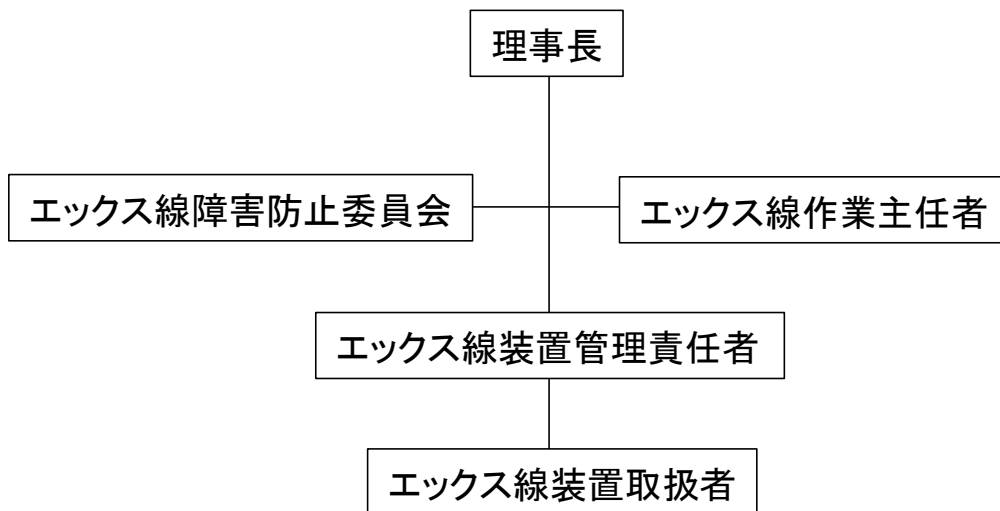 理事長
エックス線障害防止委員会
エックス線作業主任者
エックス線装置管理責任者
エックス線装置取扱者